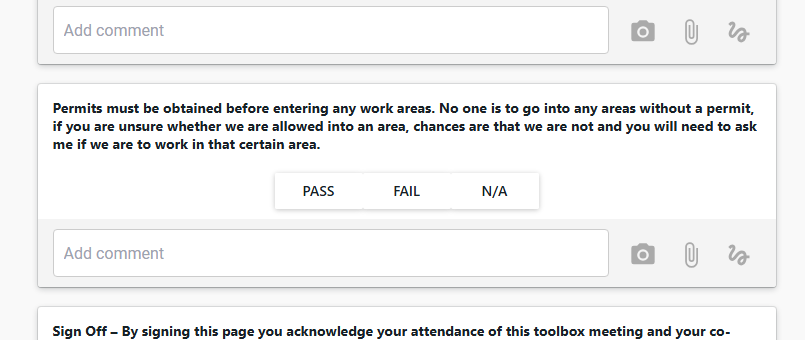 Add comment
Permits must be obtained before entering any work areas. No one is to go into any areas without a permit,
if you are unsure whether we are allowed into an area, chances are that we are not and you will need to ask
me if we are to work in that certain area.
PASS FAIL N/A
Add comment
Sign Off – By signing this page you acknowledge your attendance of this toolbox meeting and your co-